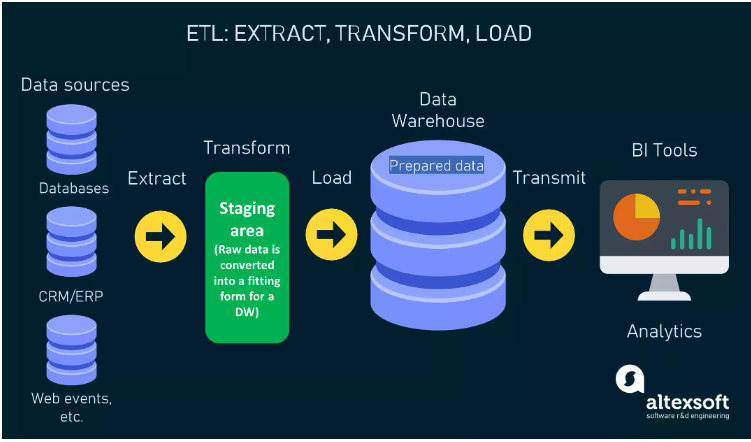 ETL: EXTRACT, TRANSFORM, LOAD
Data sources
Databases
CRM/ERP
Web events,
etc.
Extract
Transform
Staging
area
(Raw data is
converted
into a fitting
form for a
DW)
Load
Data
Warehouse
Prepared data
Transmit
BI Tools
Analytics
altexsoft
software r&d engineering